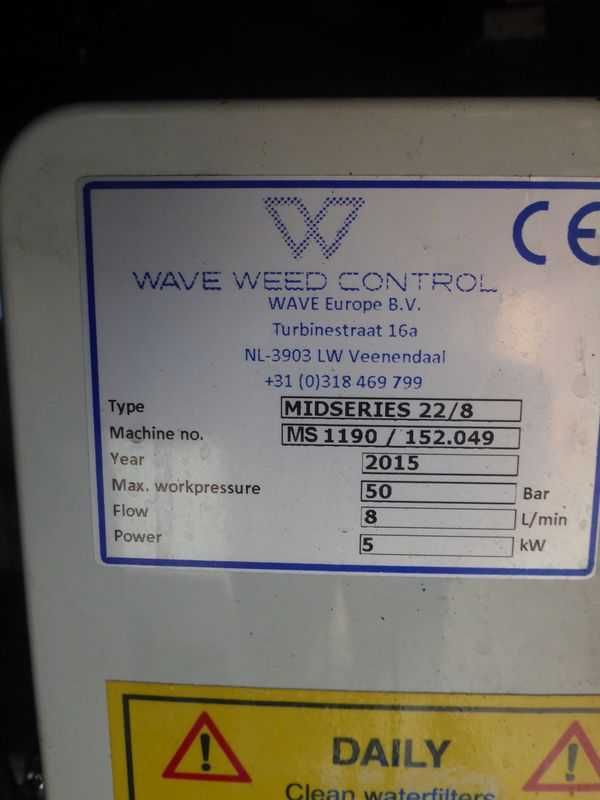 WAVE WEED CONTROL
CE
WAVE Europe B.V.
Turbinestraat 16a
NL-3903 LW Veenendaal
+31 (0)318 469 799
Type MIDSERIES 22/8
Machine no. MS 1190 / 152.049
Year 2015
Max. workpressure 50 Bar
Flow 8 L/min
Power 5 kW
DAILY
Clean waterfilters